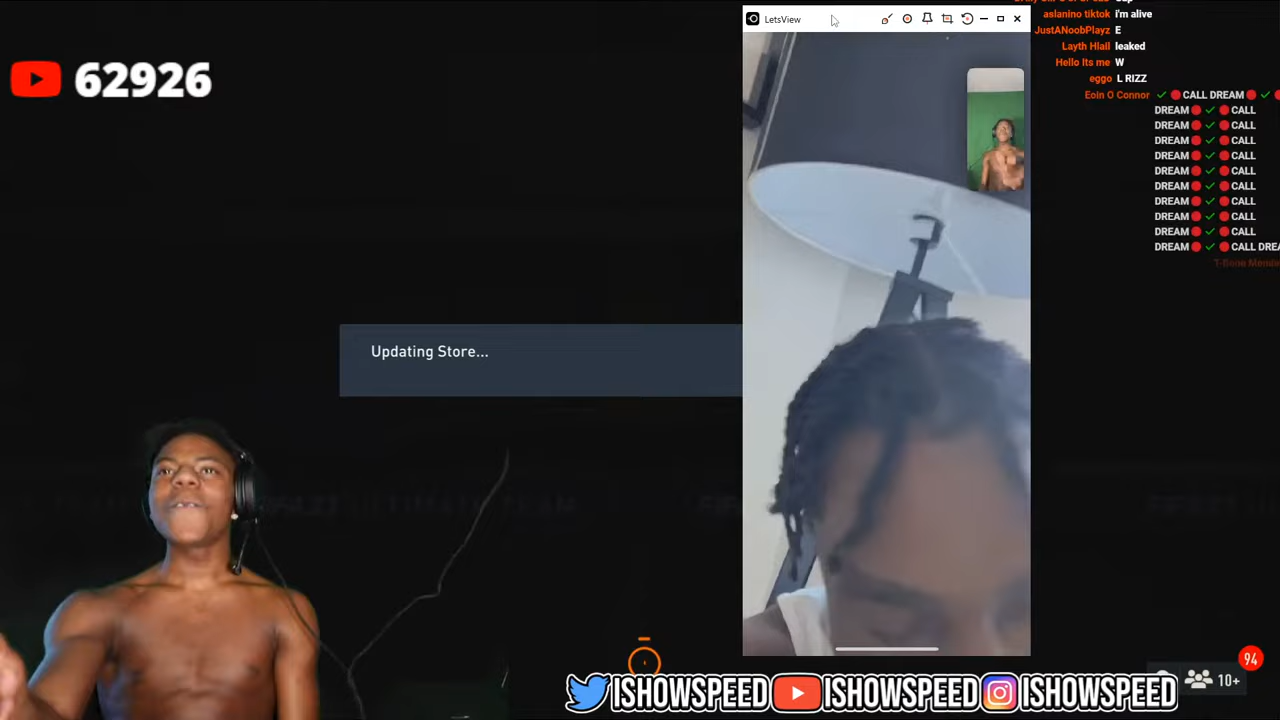 62926
Updating Store...
LetsView
aslanino tiktok i'm alive
JustANoobPlayz E
Layth Hlail leaked
Hello Its me W
eggo L RIZZ
Eoin O Connor CALL DREAM
DREAM CALL
DREAM CALL
DREAM CALL
DREAM CALL
DREAM CALL
DREAM CALL
DREAM CALL
DREAM CALL
DREAM CALL
DREAM CALL DREA
94
10+
ISHOWSPEED ISHOWSPEED ISHOWSPEED